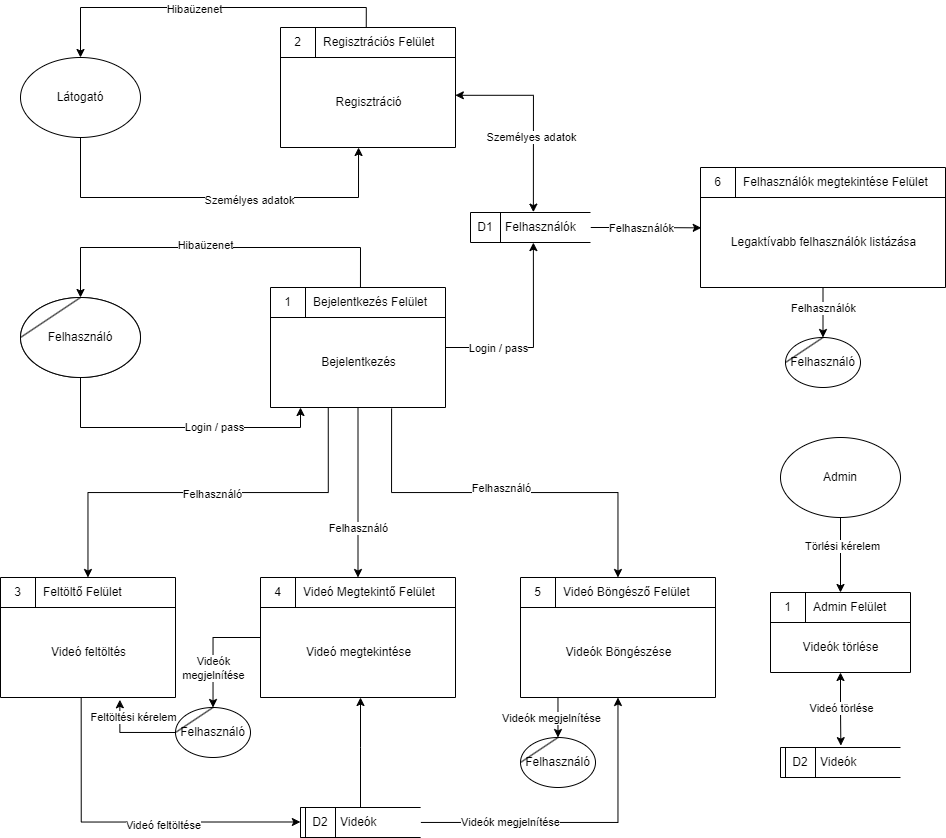 Hibaüzenet
2
Regisztrációs Felület
Látogató
Regisztráció
Személyes adatok
Személyes adatok
6
Felhasználók megtekintése Felület
D1
Felhasználók
Felhasználók
Legaktívabb felhasználók listázása
Hibaüzenet
1
Bejelentkezés Felület
Felhasználók
Felhasználó
Login / pass
Bejelentkezés
Felhasználó
Login / pass
Admin
Felhasználó
Felhasználó
Felhasználó
Törlési kérelem
3
Feltöltő Felület
4
Videó Megtekintő Felület
5
Videó Böngésző Felület
1
Admin Felület
Videó feltöltés
Videó megtekintése
Videók Böngészése
Videók törlése
Videók
megjelnítése
Videó törlése
Feltöltési kérelem
Felhasználó
Videók megjelnítése
Felhasználó
D2
Videók
Videó feltöltése
D2
Videók
Videók megjelnítése